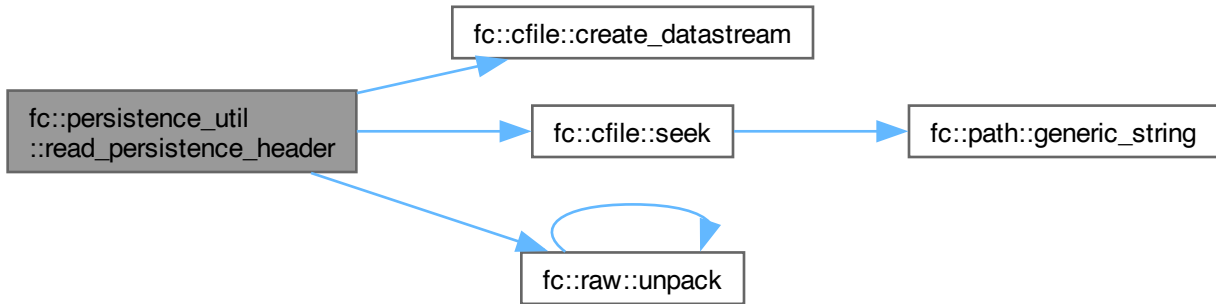 fc::cfile::create_datastream
fc::persistence_util
::read_persistence_header
fc::cfile::seek
fc::path::generic_string
fc::raw::unpack